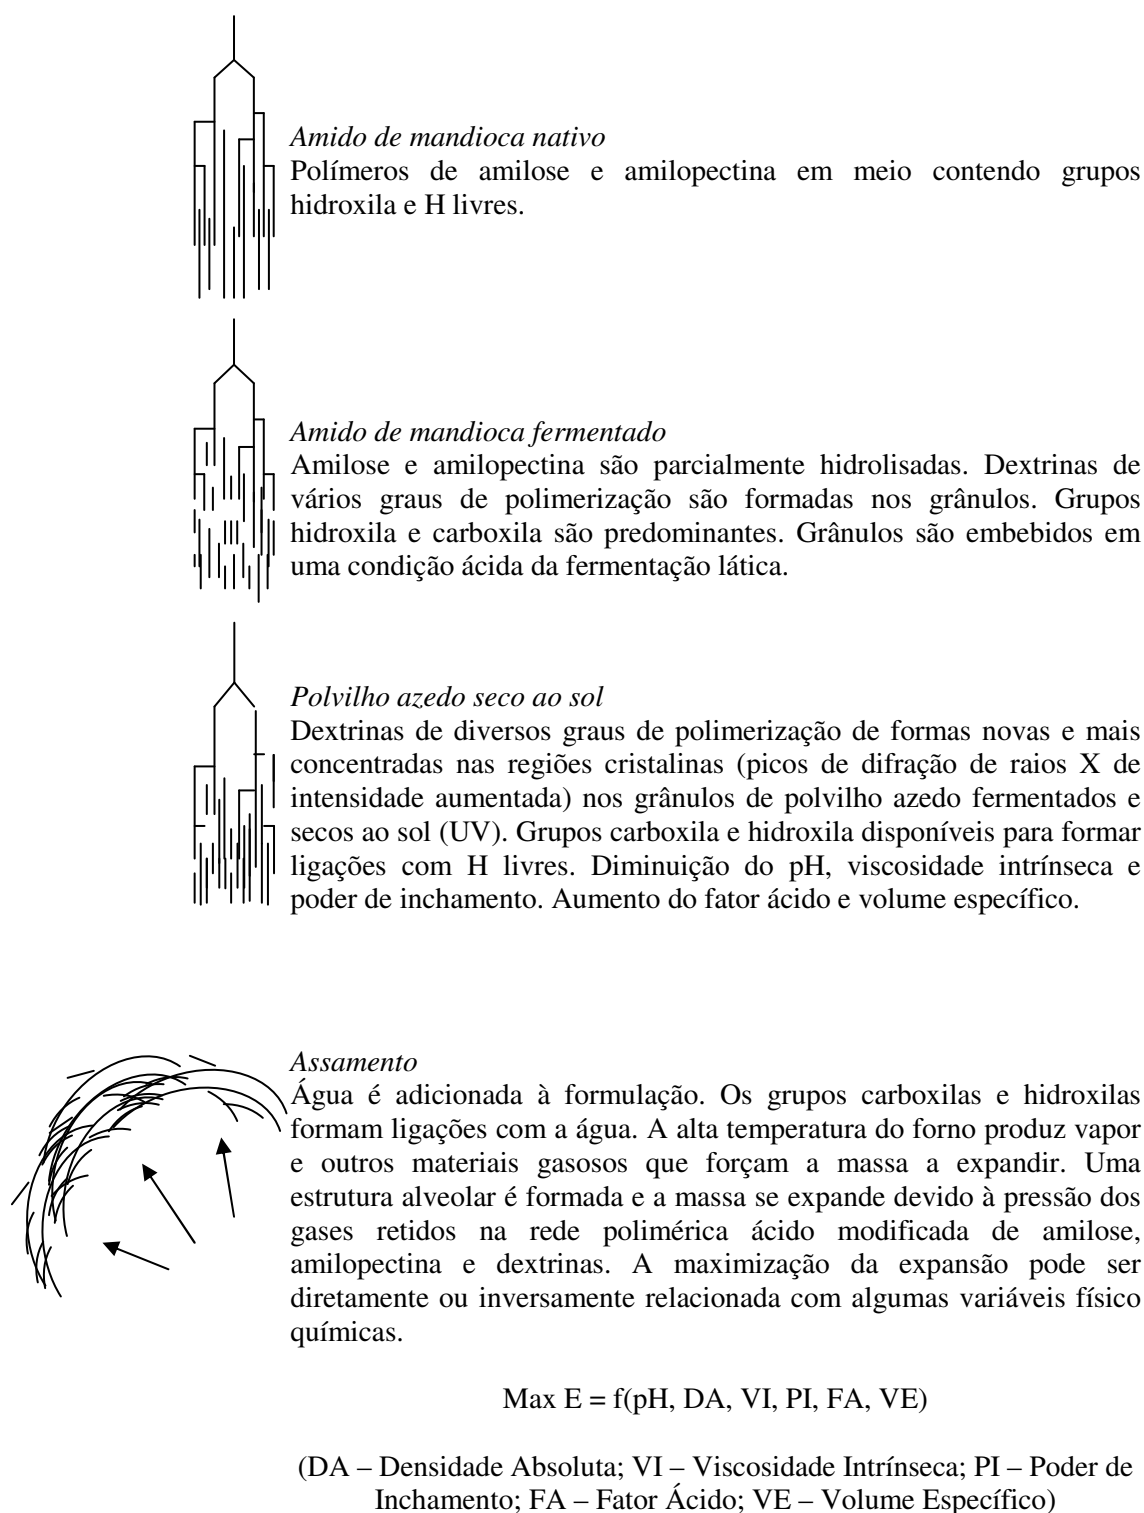 Amido de mandioca nativo
Polímeros de amilose e amilopectina em meio contendo grupos
hidroxila e H livres.
Amido de mandioca fermentado
Amilose e amilopectina são parcialmente hidrolisadas. Dextrinas de
vários graus de polimerização são formadas nos grânulos. Grupos
hidroxila e carboxila são predominantes. Grânulos são embebidos em
uma condição ácida da fermentação lática.
Polvilho azedo seco ao sol
Dextrinas de diversos graus de polimerização de formas novas e mais
concentradas nas regiões cristalinas (picos de difração de raios X de
intensidade aumentada) nos grânulos de polvilho azedo fermentados e
secos ao sol (UV). Grupos carboxila e hidroxila disponíveis para formar
ligações com H livres. Diminuição do pH, viscosidade intrínseca e
poder de inchamento. Aumento do fator ácido e volume específico.
Assamento
Água é adicionada à formulação. Os grupos carboxilas e hidroxilas
formam ligações com a água. A alta temperatura do forno produz vapor
e outros materiais gasosos que forçam a massa a expandir. Uma
estrutura alveolar é formada e a massa se expande devido à pressão dos
gases retidos na rede polimérica ácido modificada de amilose,
amilopectina e dextrinas. A maximização da expansão pode ser
diretamente ou inversamente relacionada com algumas variáveis físico
químicas.
Max E = f(pH, DA, VI, PI, FA, VE)
(DA – Densidade Absoluta; VI – Viscosidade Intrínseca; PI – Poder de
Inchamento; FA – Fator Ácido; VE – Volume Específico)